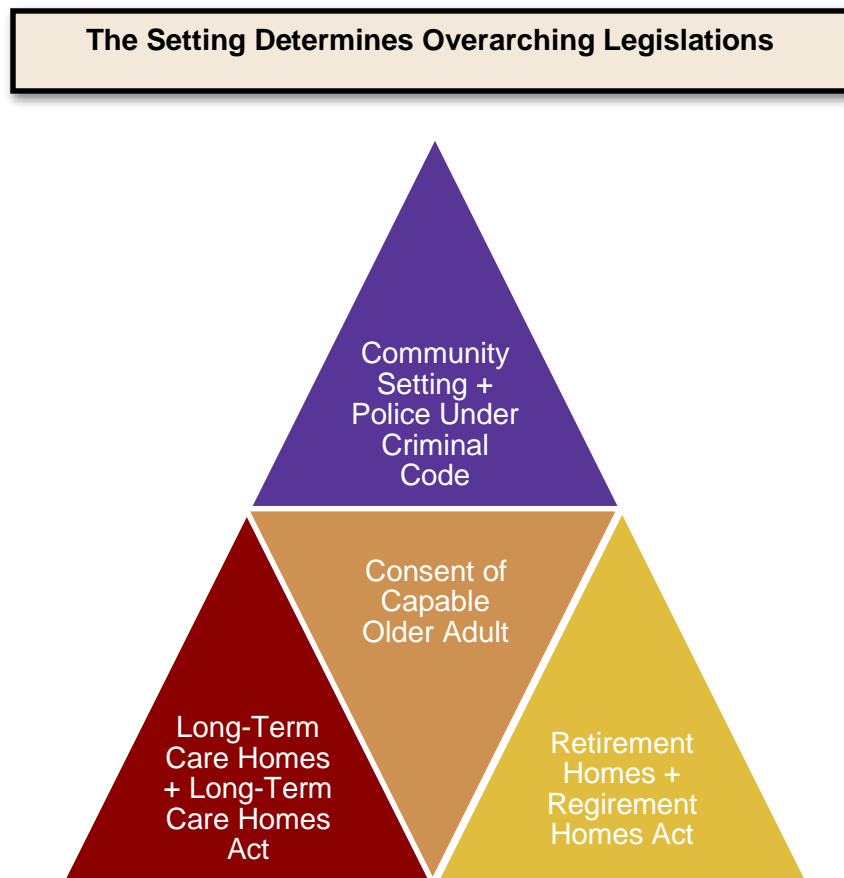 The Setting Determines Overarching Legislations
Community
Setting +
Police Under
Criminal
Code
Consent of
Capable
Older Adult
Long-Term
Care Homes
+ Long-Term
Care Homes
Act
Retirement
Homes +
Regirement
Homes Act